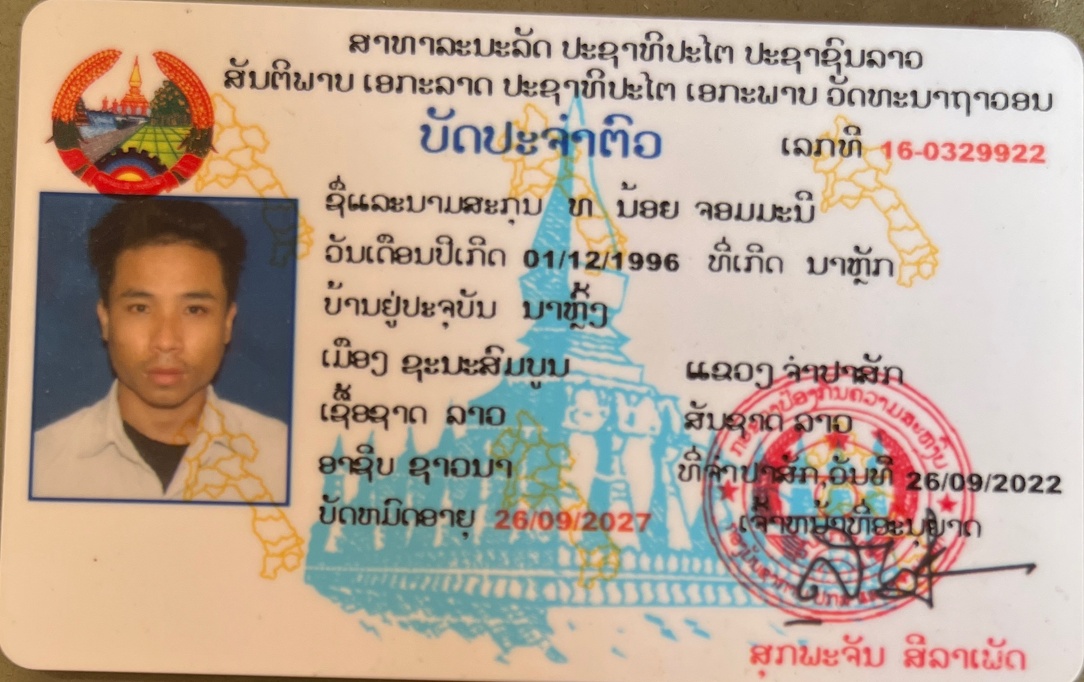 ສາທາລະນະລັດ ປະຊາທິປະໄຕ ປະຊາຊົນລາວ
ສັນຕິພາບ ເອກະລາດ ປະຊາທິປະໄຕ ເອກະພາບ ວັດທະນາຖາວອນ
ບັດປະຈຳຕົວ
ເລກທີ 16-0329922
ຊື່ແລະນາມສະກຸນ ທ ນ້ອຍ ຈອມມະນີ
ວັນເດືອນປີເກີດ 01/12/1996 ທີ່ເກີດ ນາຫຼັກ
ບ້ານຢູ່ປະຈຸບັນ ນາຫຼິ້ງ
ເມືອງ ຊະນະສົມບູນ ແຂວງ ຈຳປາສັກ
ເຊື້ອຊາດ ລາວ ສັນຊາດ ລາວ
ອາຊີບ ຊາວນາ ທີ່ຈຳປາສັກ,ວັນທີ 26/09/2022
ບັດຫມົດອາຍຸ 26/09/2027 ເຈົ້າຫນ້າທີ່ອະນຸຍາດ
ສຸກພະຈັນ ສີລາເພັດ